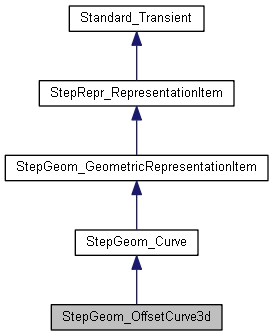 Standard_Transient
StepRepr_RepresentationItem
StepGeom_GeometricRepresentationItem
StepGeom_Curve
StepGeom_OffsetCurve3d